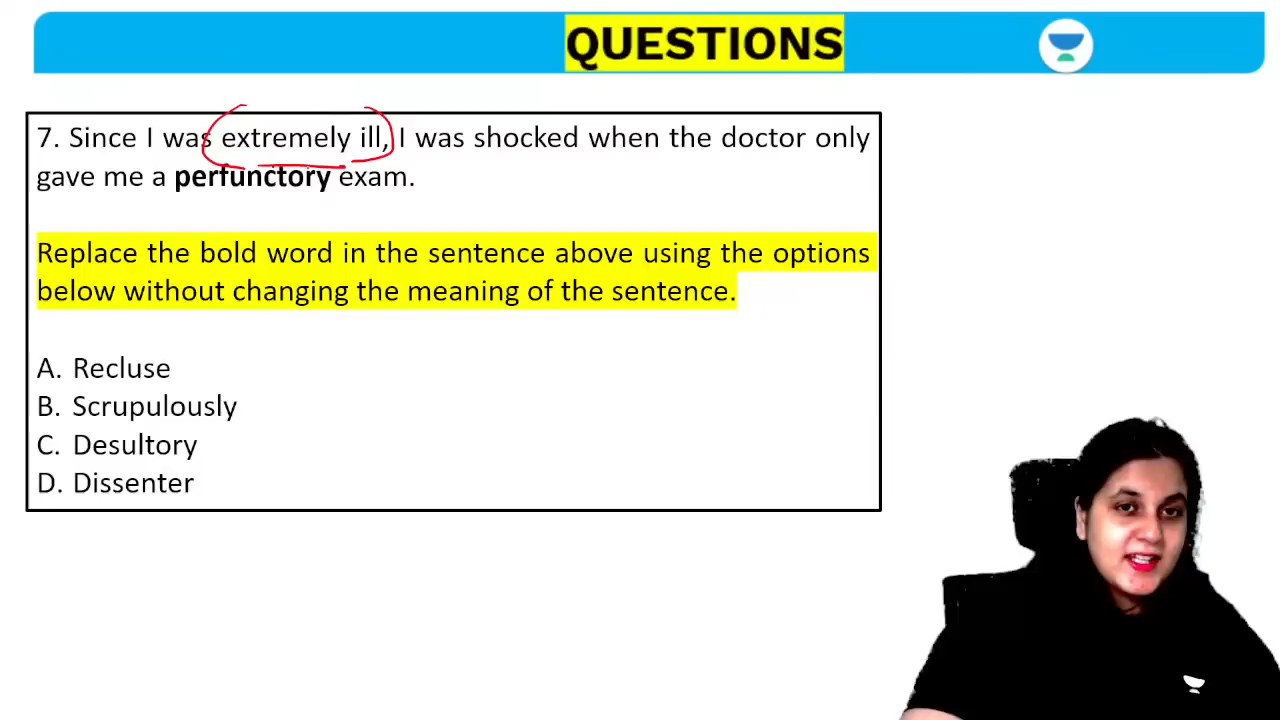 QUESTIONS
7. Since I was extremely ill, I was shocked when the doctor only
gave me a perfunctory exam.
Replace the bold word in the sentence above using the options
below without changing the meaning of the sentence.
A. Recluse
B. Scrupulously
C. Desultory
D. Dissenter